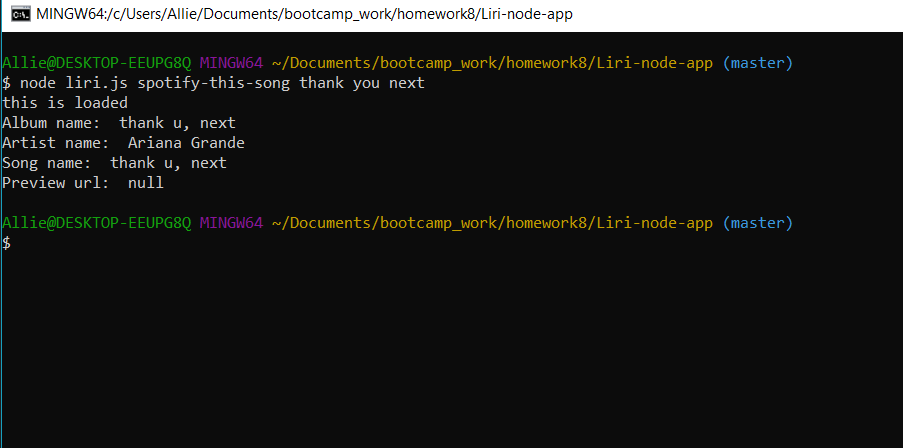 MINGW64:/c/Users/Allie/Documents/bootcamp_work/homework8/Liri-node-app
Allie@DESKTOP-EEUPG8Q MINGW64 ~/Documents/bootcamp_work/homework8/Liri-node-app (master)
$ node liri.js spotify-this-song thank you next
this is loaded
Album name:  thank u, next
Artist name:  Ariana Grande
Song name:  thank u, next
Preview url:  null
Allie@DESKTOP-EEUPG8Q MINGW64 ~/Documents/bootcamp_work/homework8/Liri-node-app (master)
$